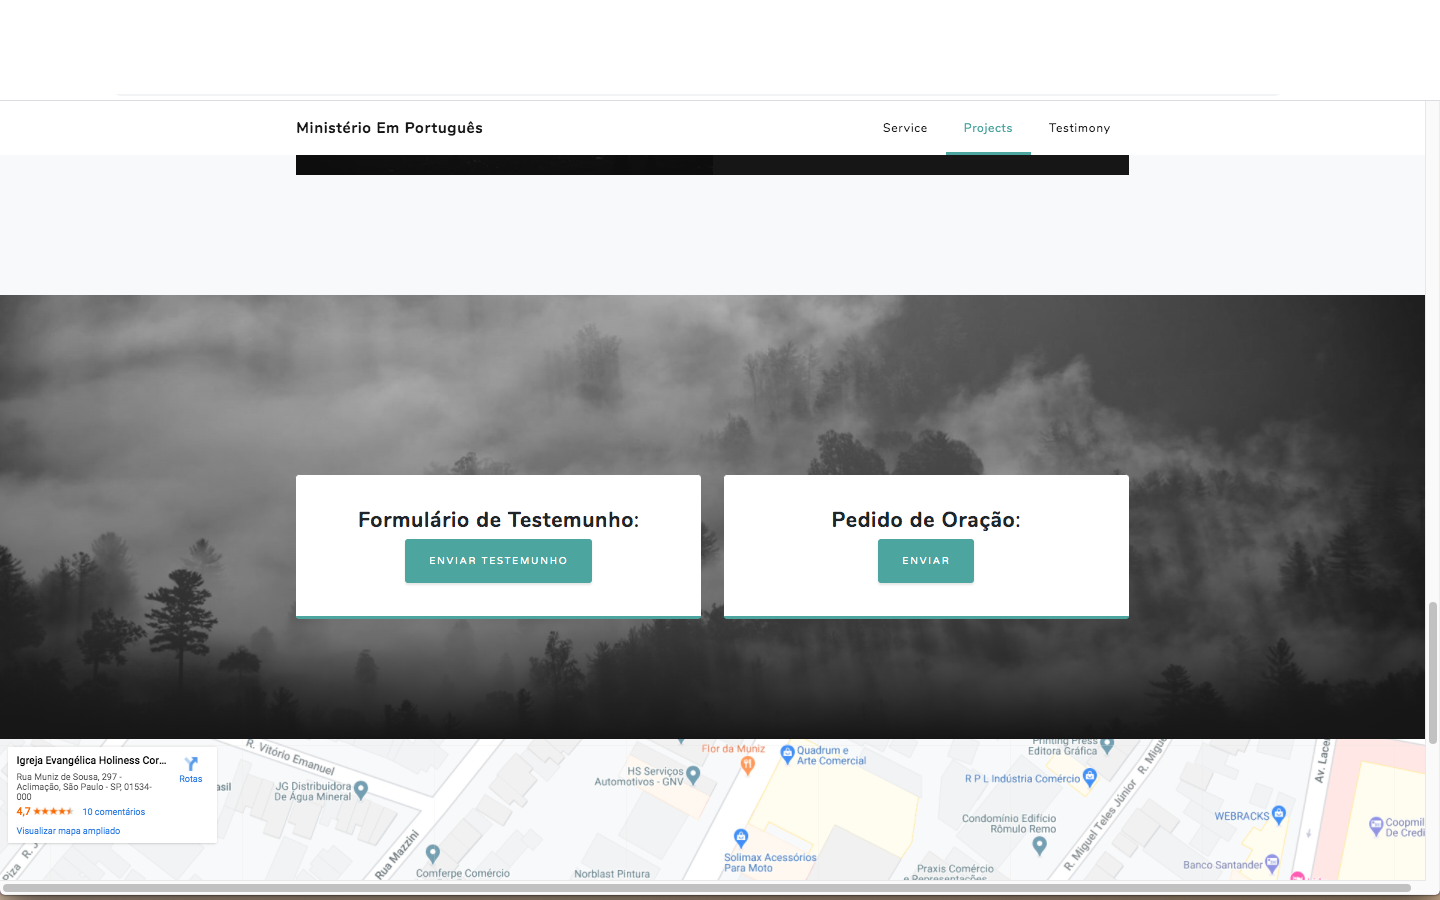 Ministério Em Português
Service
Projects
Testimony
Formulário de Testemunho:
ENVIAR TESTEMUNHO
Pedido de Oração:
ENVIAR
Igreja Evangélica Holiness Cor...
Rua Muniz de Sousa, 297 -
Aclimação, São Paulo - SP, 01534-
000
4,7
10 comentários
Visualizar mapa ampliado
Rotas
R. Vitório Emanuel
JG Distribuidora
De Água Mineral
Rua Mazzini
Comferpe Comércio
HS Serviços
Automotivos - GNV
Norblast Pintura
Flor da Muniz
Quadrum e
Arte Comercial
Solimax Acessórios
Para Moto
Printing Press
Editora Gráfica
R P L Indústria Comércio
Condomínio Edifício
Rômulo Remo
Praxis Comércio
e Representações
R. Miguel Teles Júnior
R. Migue
Av. Lace
WEBRACKS
Banco Santander
Coopmil
De Credi